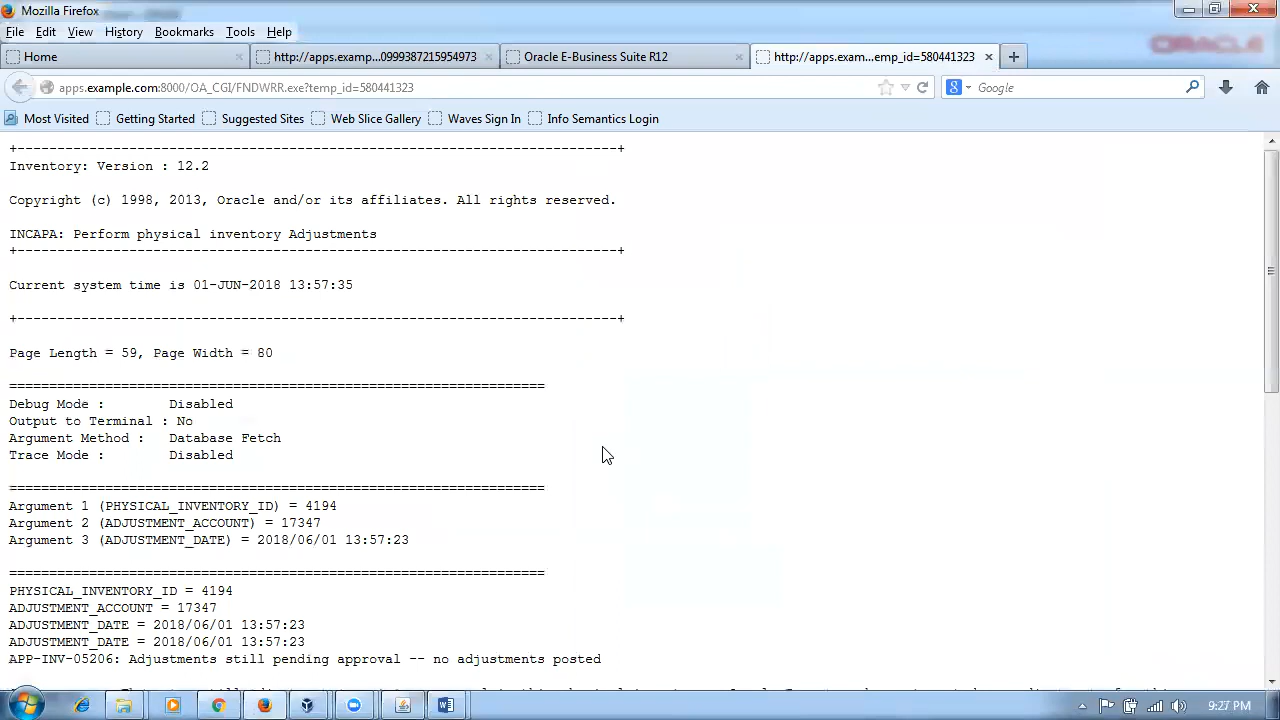 Mozilla Firefox
File Edit View History Bookmarks Tools Help
ORACLE
Home http://apps.examp...0999387215954973 Oracle E-Business Suite R12 http://apps.exam...emp_id=580441323
apps.example.com:8000/OA_CGI/FNDWRR.exe?temp_id=580441323 Google
Most Visited Getting Started Suggested Sites Web Slice Gallery Waves Sign In Info Semantics Login
+---------------------------------------------------------------------------+
Inventory: Version : 12.2
Copyright (c) 1998, 2013, Oracle and/or its affiliates. All rights reserved.
INCAPA: Perform physical inventory Adjustments
+---------------------------------------------------------------------------+
Current system time is 01-JUN-2018 13:57:35
+---------------------------------------------------------------------------+
Page Length = 59, Page Width = 80
===================================================================
Debug Mode : Disabled
Output to Terminal : No
Argument Method : Database Fetch
Trace Mode : Disabled
===================================================================
Argument 1 (PHYSICAL_INVENTORY_ID) = 4194
Argument 2 (ADJUSTMENT_ACCOUNT) = 17347
Argument 3 (ADJUSTMENT_DATE) = 2018/06/01 13:57:23
===================================================================
PHYSICAL_INVENTORY_ID = 4194
ADJUSTMENT_ACCOUNT = 17347
ADJUSTMENT_DATE = 2018/06/01 13:57:23
ADJUSTMENT_DATE = 2018/06/01 13:57:23
APP-INV-05206: Adjustments still pending approval -- no adjustments posted
9:27 PM